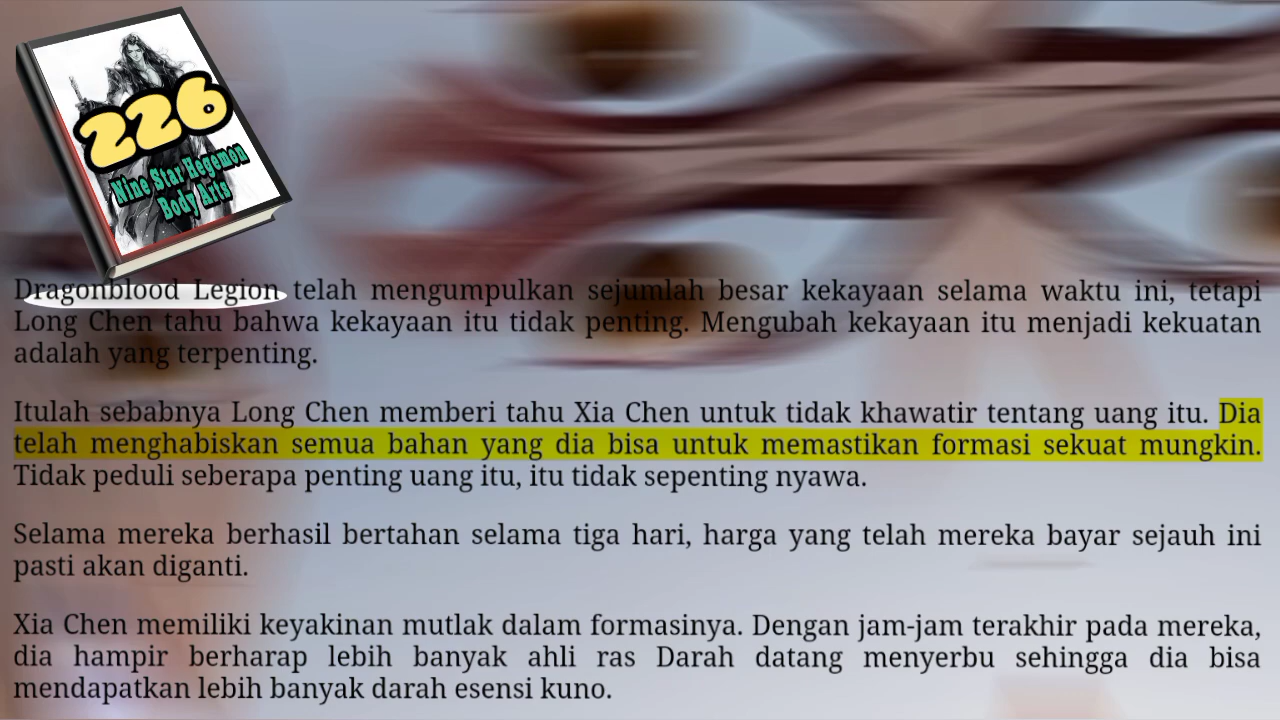 226
Nine Star Hegemon
Body Arts
Dragonblood Legion telah mengumpulkan sejumlah besar kekayaan selama waktu ini, tetapi
Long Chen tahu bahwa kekayaan itu tidak penting. Mengubah kekayaan itu menjadi kekuatan
adalah yang terpenting.
Itulah sebabnya Long Chen memberi tahu Xia Chen untuk tidak khawatir tentang uang itu. Dia
telah menghabiskan semua bahan yang dia bisa untuk memastikan formasi sekuat mungkin.
Tidak peduli seberapa penting uang itu, itu tidak sepenting nyawa.
Selama mereka berhasil bertahan selama tiga hari, harga yang telah mereka bayar sejauh ini
pasti akan diganti.
Xia Chen memiliki keyakinan mutlak dalam formasinya. Dengan jam-jam terakhir pada mereka,
dia hampir berharap lebih banyak ahli ras Darah datang menyerbu sehingga dia bisa
mendapatkan lebih banyak darah esensi kuno.